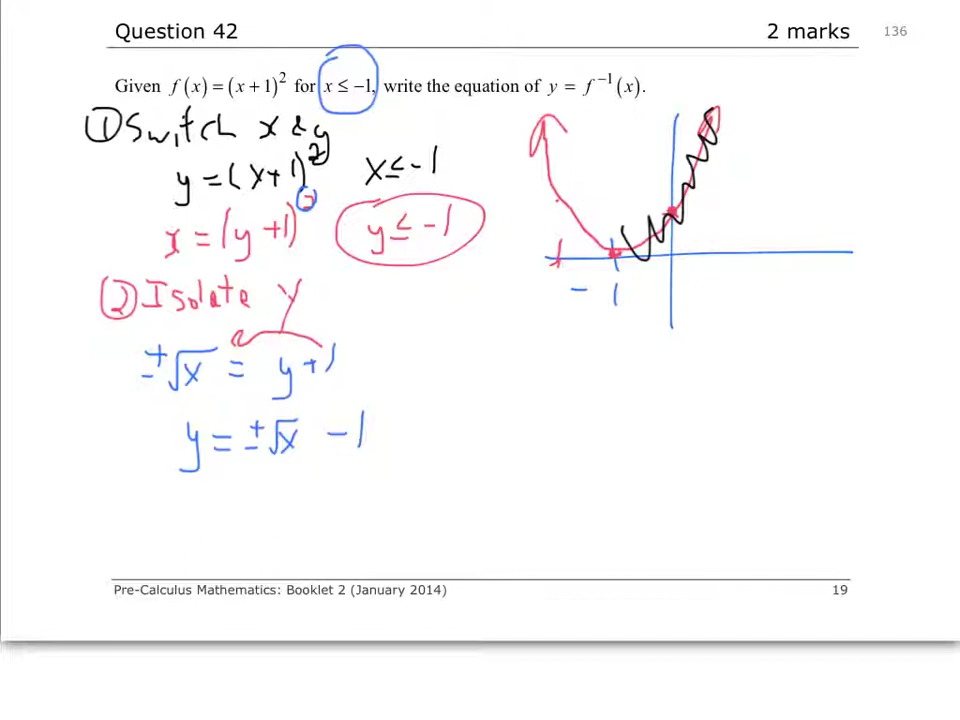 Question 42 2 marks 136
Given f(x) = (x + 1)² for x ≤ −1, write the equation of y = f⁻¹(x).
① Switch x & y
y = (x+1)² x ≤ -1
x = (y+1)² y ≤ -1
② Isolate y
± √x = y + 1
y = ± √x - 1
- 1
Pre-Calculus Mathematics: Booklet 2 (January 2014) 19